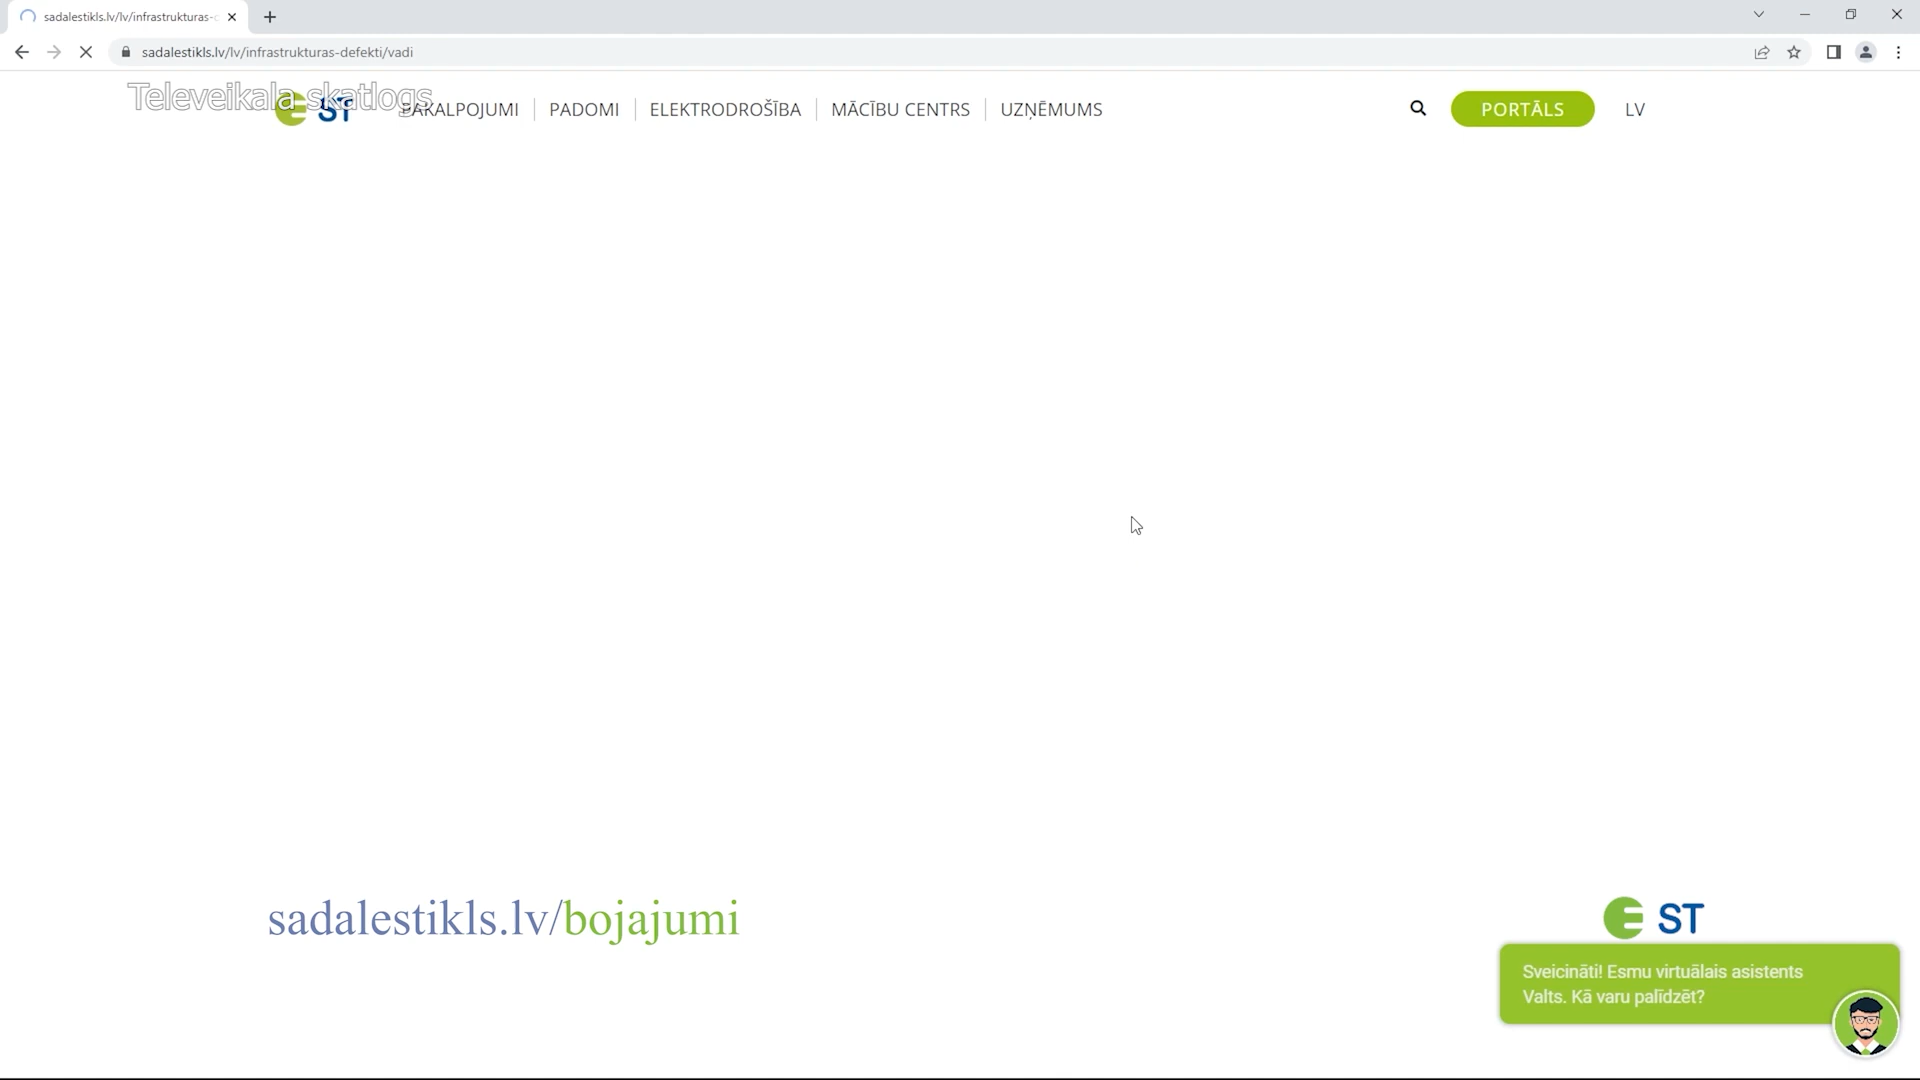 sadalestikls.lv/lv/infrastrukturas-
sadalestikls.lv/lv/infrastrukturas-defekti/vadi
Televeikala skatlogs
ST
PAKALPOJUMI
PADOMI
ELEKTRODROŠĪBA
MĀCĪBU CENTRS
UZŅĒMUMS
PORTĀLS
LV
sadalestikls.lv/bojajumi
ST
Sveicināti! Esmu virtuālais asistents
Valts. Kā varu palīdzēt?